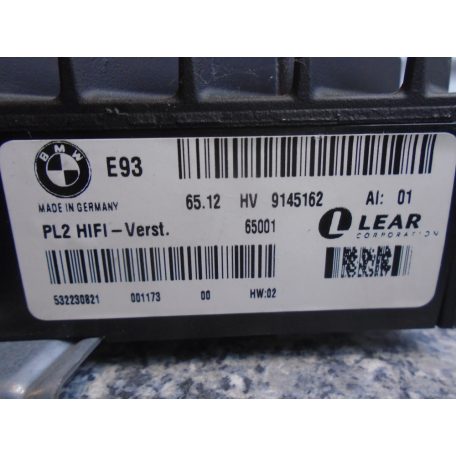 BMW
E93
MADE IN GERMANY
65.12 HV 9145162 AI: 01
PL2 HIFI-Verst. 65001
LEAR
CORPORATION
532230821 001173 00 HW:02